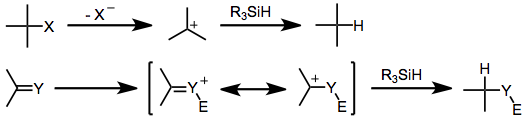 X - X⁻ + R₃SiH H
Y Y⁺ E + Y E R₃SiH H Y E